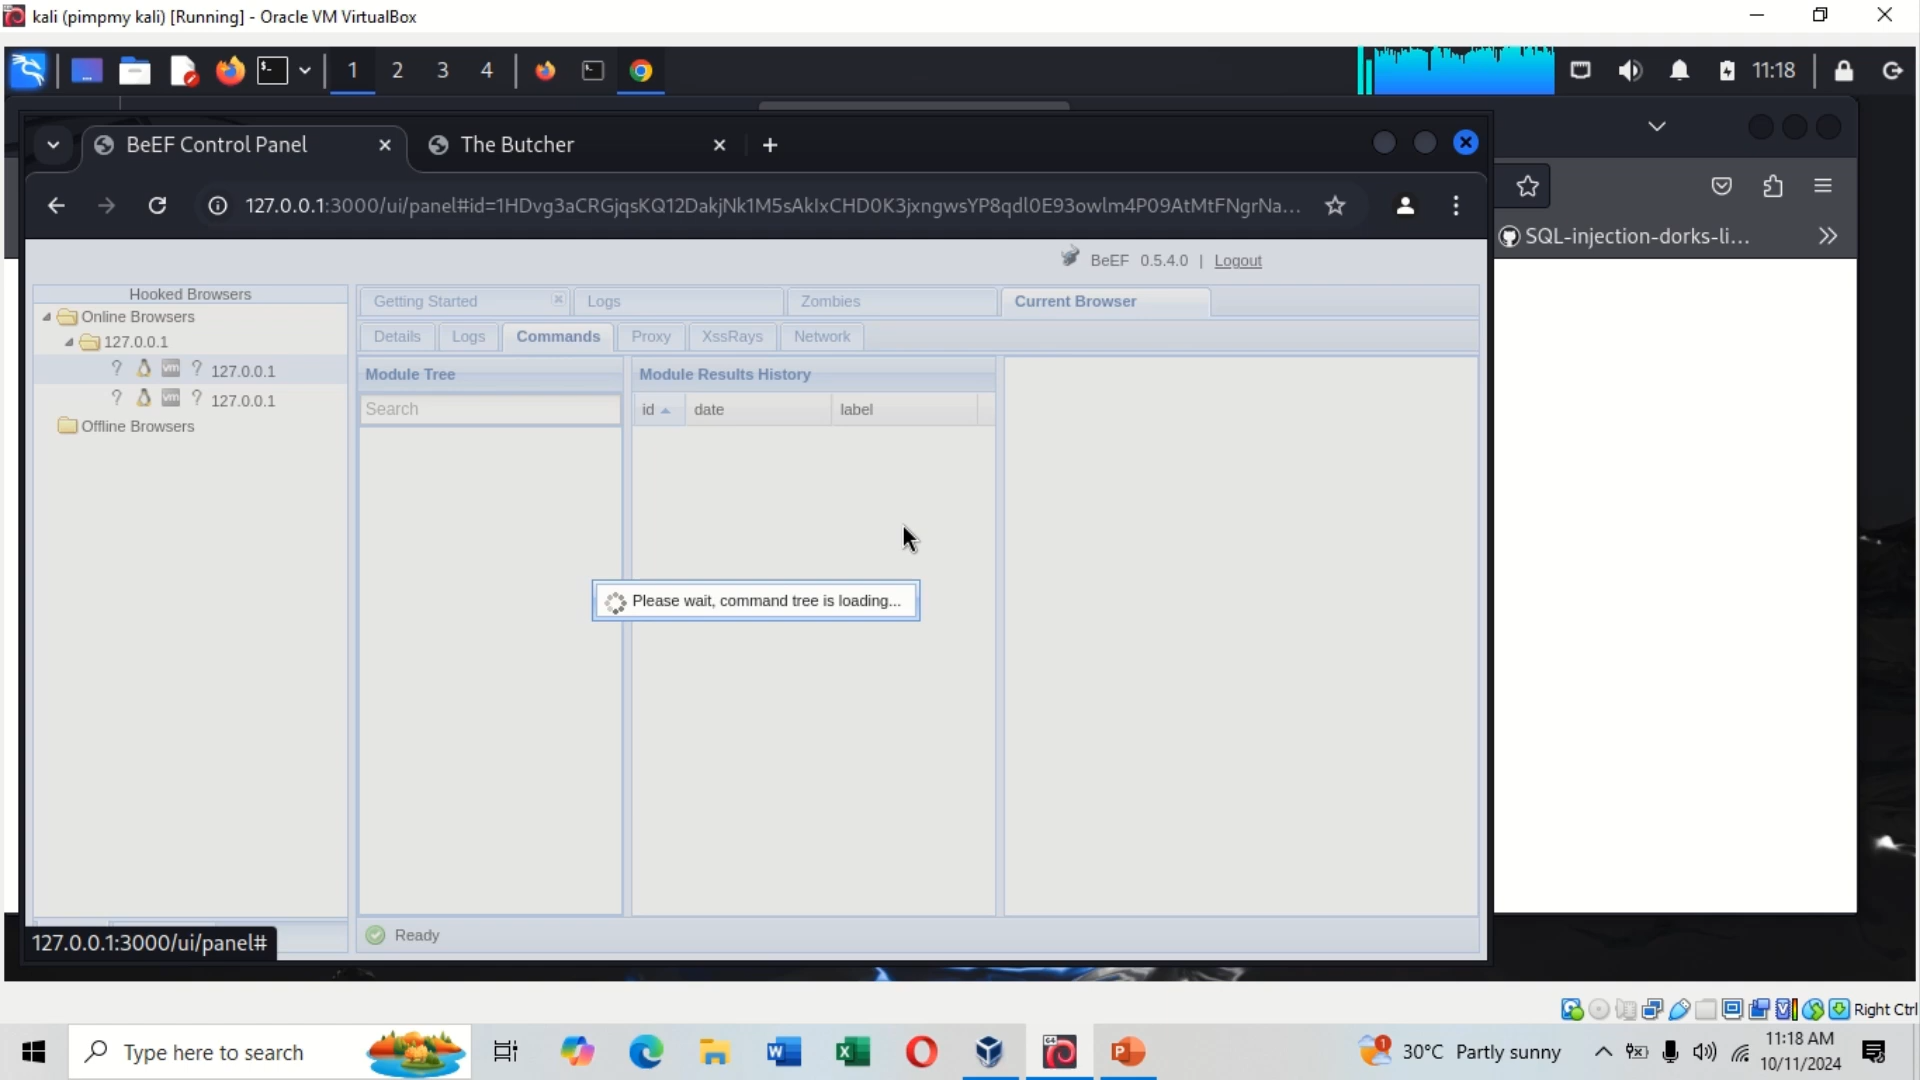 kali (pimpmy kali) [Running] - Oracle VM VirtualBox
1 2 3 4
11:18
BeEF Control Panel
The Butcher
127.0.0.1:3000/ui/panel#id=1HDvg3aCRGjqsKQ12DakjNk1M5sAkIxCHD0K3jxngwsYP8qdl0E93owlm4P09AtMtFNgrNa...
SQL-injection-dorks-li...
BeEF 0.5.4.0 | Logout
Hooked Browsers
Getting Started
Logs
Zombies
Current Browser
Online Browsers
127.0.0.1
? vm ? 127.0.0.1
? vm ? 127.0.0.1
Offline Browsers
Details
Logs
Commands
Proxy
XssRays
Network
Module Tree
Search
Module Results History
id date label
Please wait, command tree is loading...
Ready
127.0.0.1:3000/ui/panel#
Right Ctrl
Type here to search
1
30°C Partly sunny
11:18 AM
10/11/2024